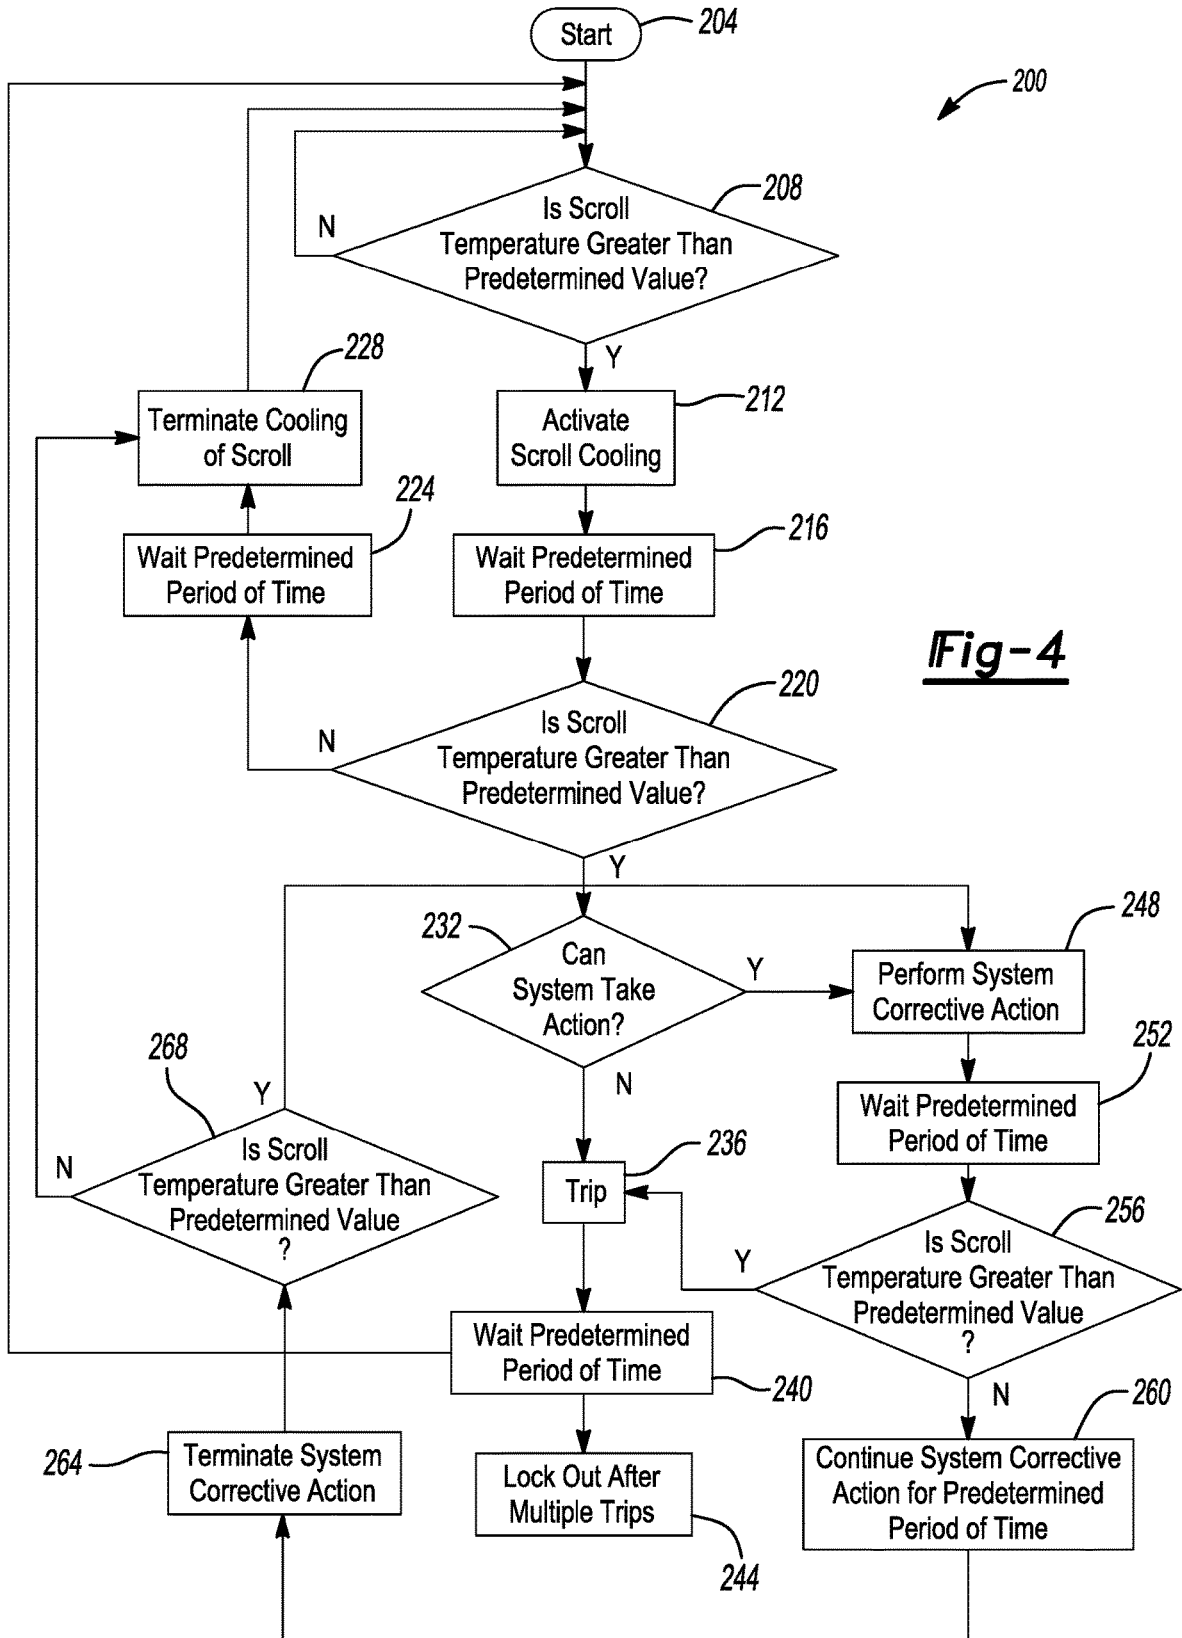 Start
204
200
Is Scroll
Temperature Greater Than
Predetermined Value?
208
N
Y
Activate
Scroll Cooling
212
Terminate Cooling
of Scroll
228
Wait Predetermined
Period of Time
224
Wait Predetermined
Period of Time
216
Fig-4
Is Scroll
Temperature Greater Than
Predetermined Value?
220
N
Y
Can
System Take
Action?
232
Y
N
Perform System
Corrective Action
248
Wait Predetermined
Period of Time
252
268
Y
N
Is Scroll
Temperature Greater Than
Predetermined Value
?
Trip
236
Is Scroll
Temperature Greater Than
Predetermined Value
?
256
Y
N
Wait Predetermined
Period of Time
240
264
Terminate System
Corrective Action
Lock Out After
Multiple Trips
244
Continue System Corrective
Action for Predetermined
Period of Time
260